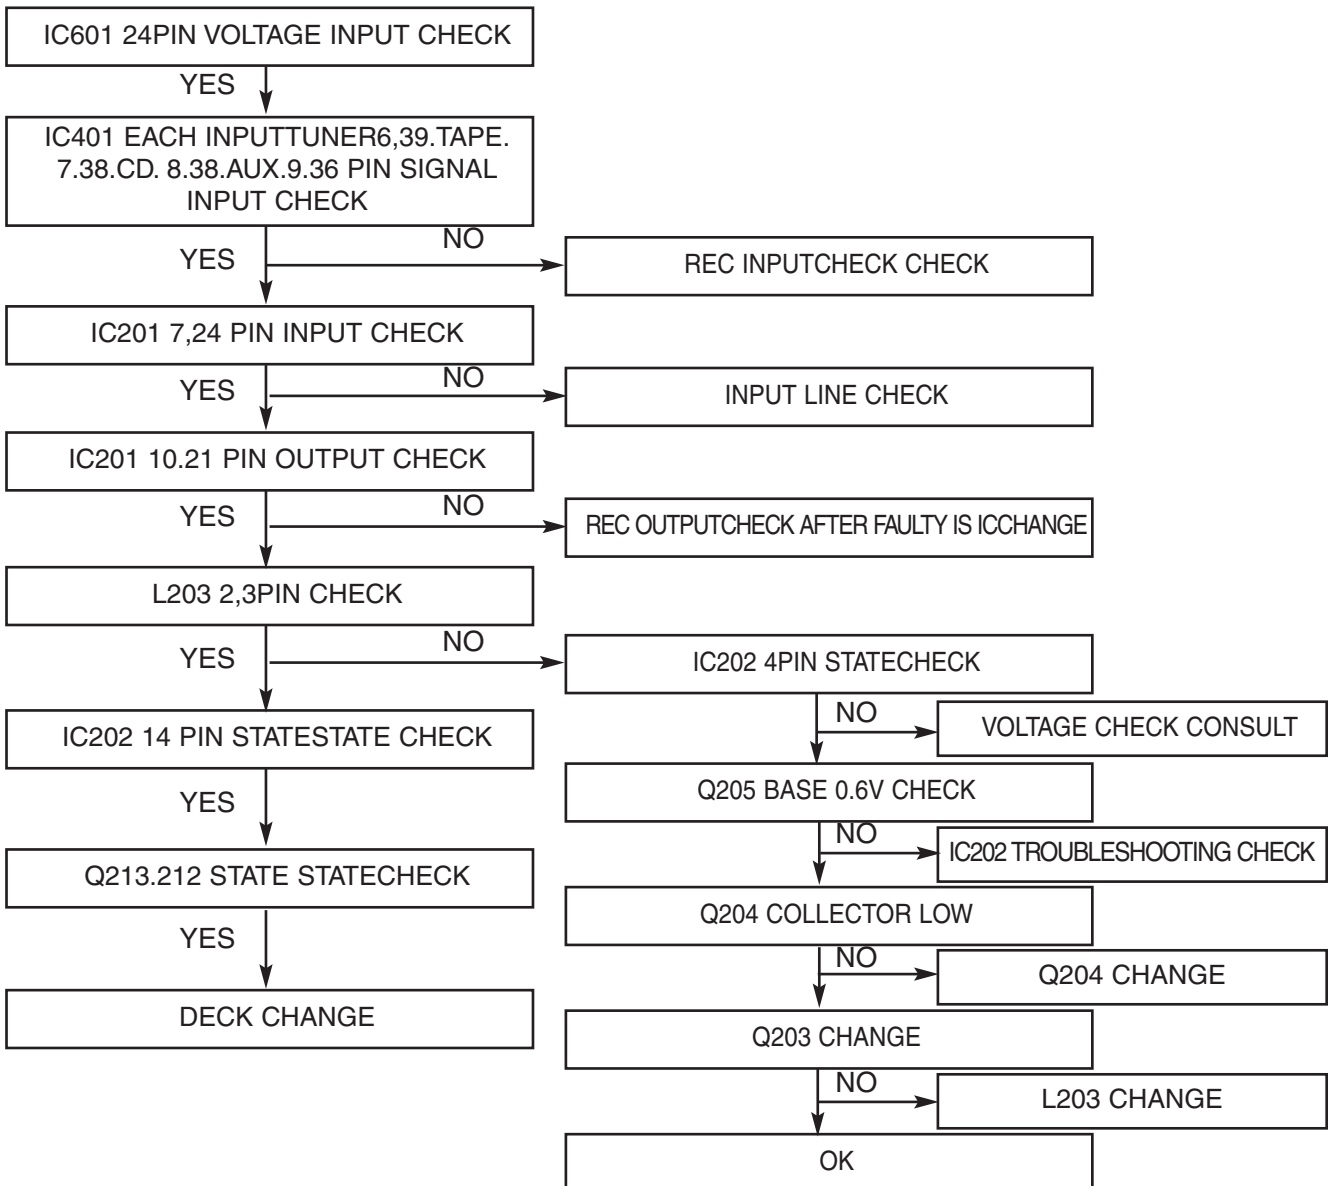 IC601 24PIN VOLTAGE INPUT CHECK
YES
IC401 EACH INPUTTUNER6,39.TAPE.
7.38.CD. 8.38.AUX.9.36 PIN SIGNAL
INPUT CHECK
YES
NO
REC INPUTCHECK CHECK
IC201 7,24 PIN INPUT CHECK
YES
NO
INPUT LINE CHECK
IC201 10.21 PIN OUTPUT CHECK
YES
NO
REC OUTPUTCHECK AFTER FAULTY IS ICCHANGE
L203 2,3PIN CHECK
YES
NO
IC202 4PIN STATECHECK
NO
VOLTAGE CHECK CONSULT
IC202 14 PIN STATESTATE CHECK
YES
Q205 BASE 0.6V CHECK
NO
IC202 TROUBLESHOOTING CHECK
Q213.212 STATE STATECHECK
YES
Q204 COLLECTOR LOW
NO
Q204 CHANGE
DECK CHANGE
Q203 CHANGE
NO
L203 CHANGE
OK